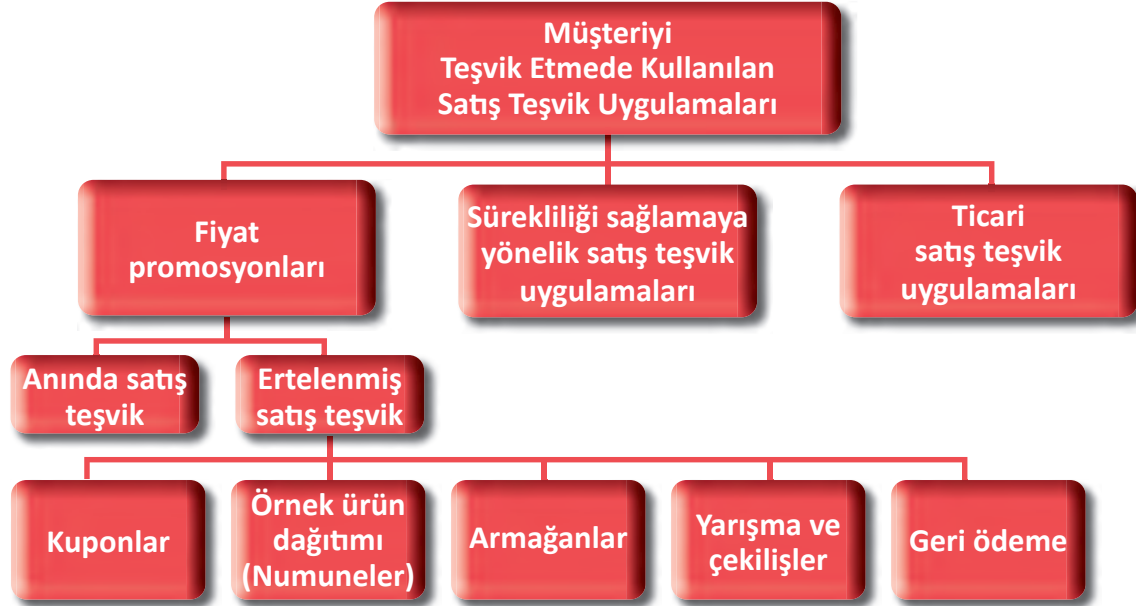 Müşteriyi
Teşvik Etmede Kullanılan
Satış Teşvik Uygulamaları
Fiyat
promosyonları
Sürekliliği sağlamaya
yönelik satış teşvik
uygulamaları
Ticari
satış teşvik
uygulamaları
Anında satış
teşvik
Ertelenmiş
satış teşvik
Kuponlar
Örnek ürün
dağıtımı
(Numuneler)
Armağanlar
Yarışma ve
çekilişler
Geri ödeme